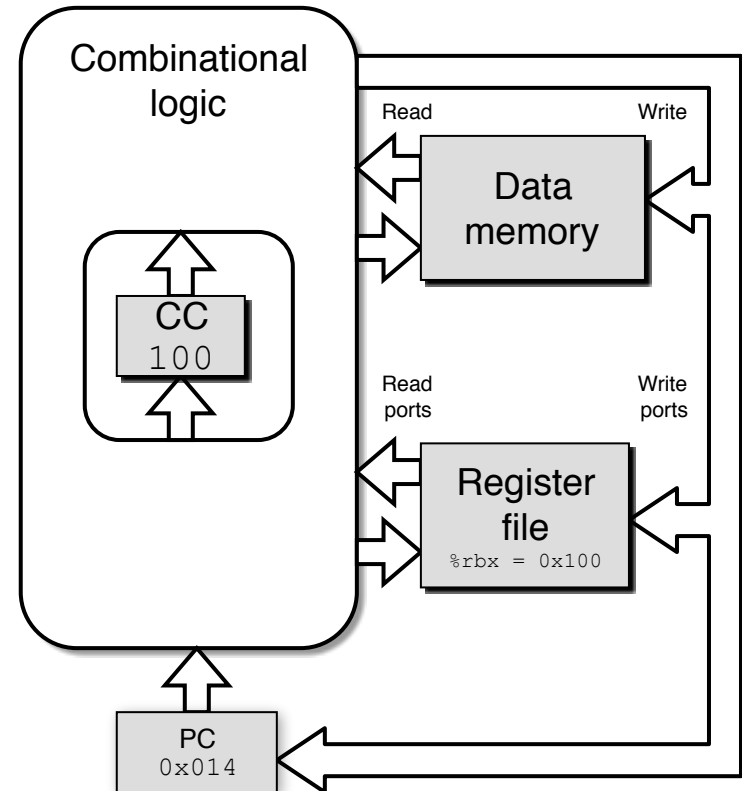 Combinational
logic
Read
Write
Data
memory
CC
100
Read
ports
Write
ports
Register
file
%rbx = 0x100
PC
0x014